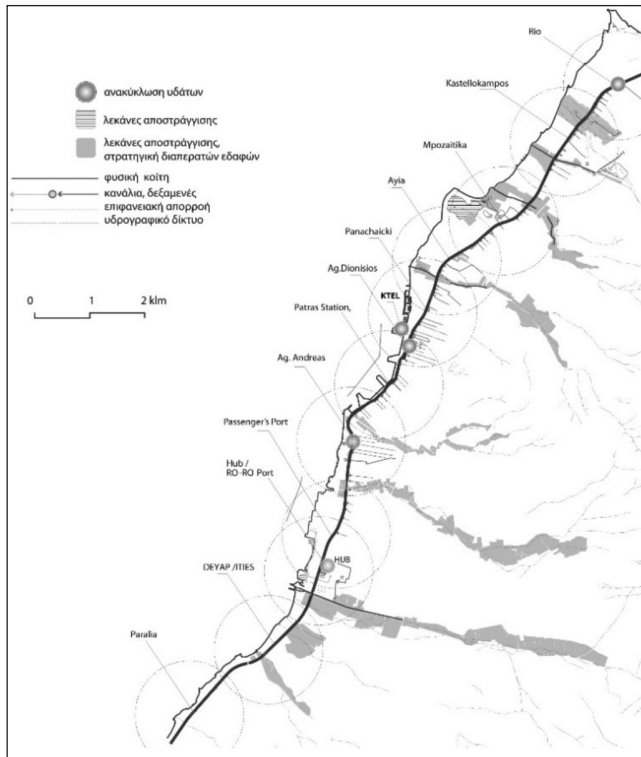 Rio
Kastellokampos
ανακύκλωση υδάτων
λεκάνες αποστράγγισης
Mpozaitika
λεκάνες αποστράγγισης,
στρατηγική διαπερατών εδαφών
φυσική κοίτη
Ayia
κανάλια, δεξαμενές
επιφανειακή απορροή
υδρογραφικό δίκτυο
Panachaicki
Ag.Dionisios
KTEL
0 1 2 klm
Patras Station,
Ag. Andreas
Passenger's Port
Hub /
RO-RO Port
HUB
DEYAP /ITIES
Paralia